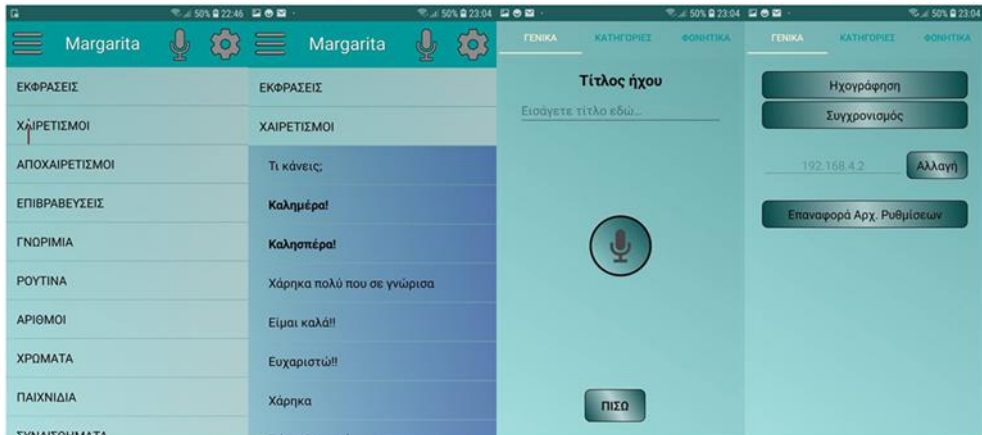 50% 22:46
Margarita
ΕΚΦΡΑΣΕΙΣ
ΧΑΙΡΕΤΙΣΜΟΙ
ΑΠΟΧΑΙΡΕΤΙΣΜΟΙ
ΕΠΙΒΡΑΒΕΥΣΕΙΣ
ΓΝΩΡΙΜΙΑ
ΡΟΥΤΙΝΑ
ΑΡΙΘΜΟΙ
ΧΡΩΜΑΤΑ
ΠΑΙΧΝΙΔΙΑ
ΣΥΝΑΙΣΘΗΜΑΤΑ
50% 23:04
Margarita
ΕΚΦΡΑΣΕΙΣ
ΧΑΙΡΕΤΙΣΜΟΙ
Τι κάνεις;
Καλημέρα!
Καλησπέρα!
Χάρηκα πολύ που σε γνώρισα
Είμαι καλά!!
Ευχαριστώ!!
Χάρηκα
50% 23:04
ΓΕΝΙΚΑ ΚΑΤΗΓΟΡΙΕΣ ΦΩΝΗΤΙΚΑ
Τίτλος ήχου
Εισάγετε τίτλο εδώ...
ΠΙΣΩ
50% 23:04
ΓΕΝΙΚΑ ΚΑΤΗΓΟΡΙΕΣ ΦΩΝΗΤΙΚΑ
Ηχογράφηση
Συγχρονισμός
192.168.4.2 Αλλαγή
Επαναφορά Αρχ. Ρυθμίσεων